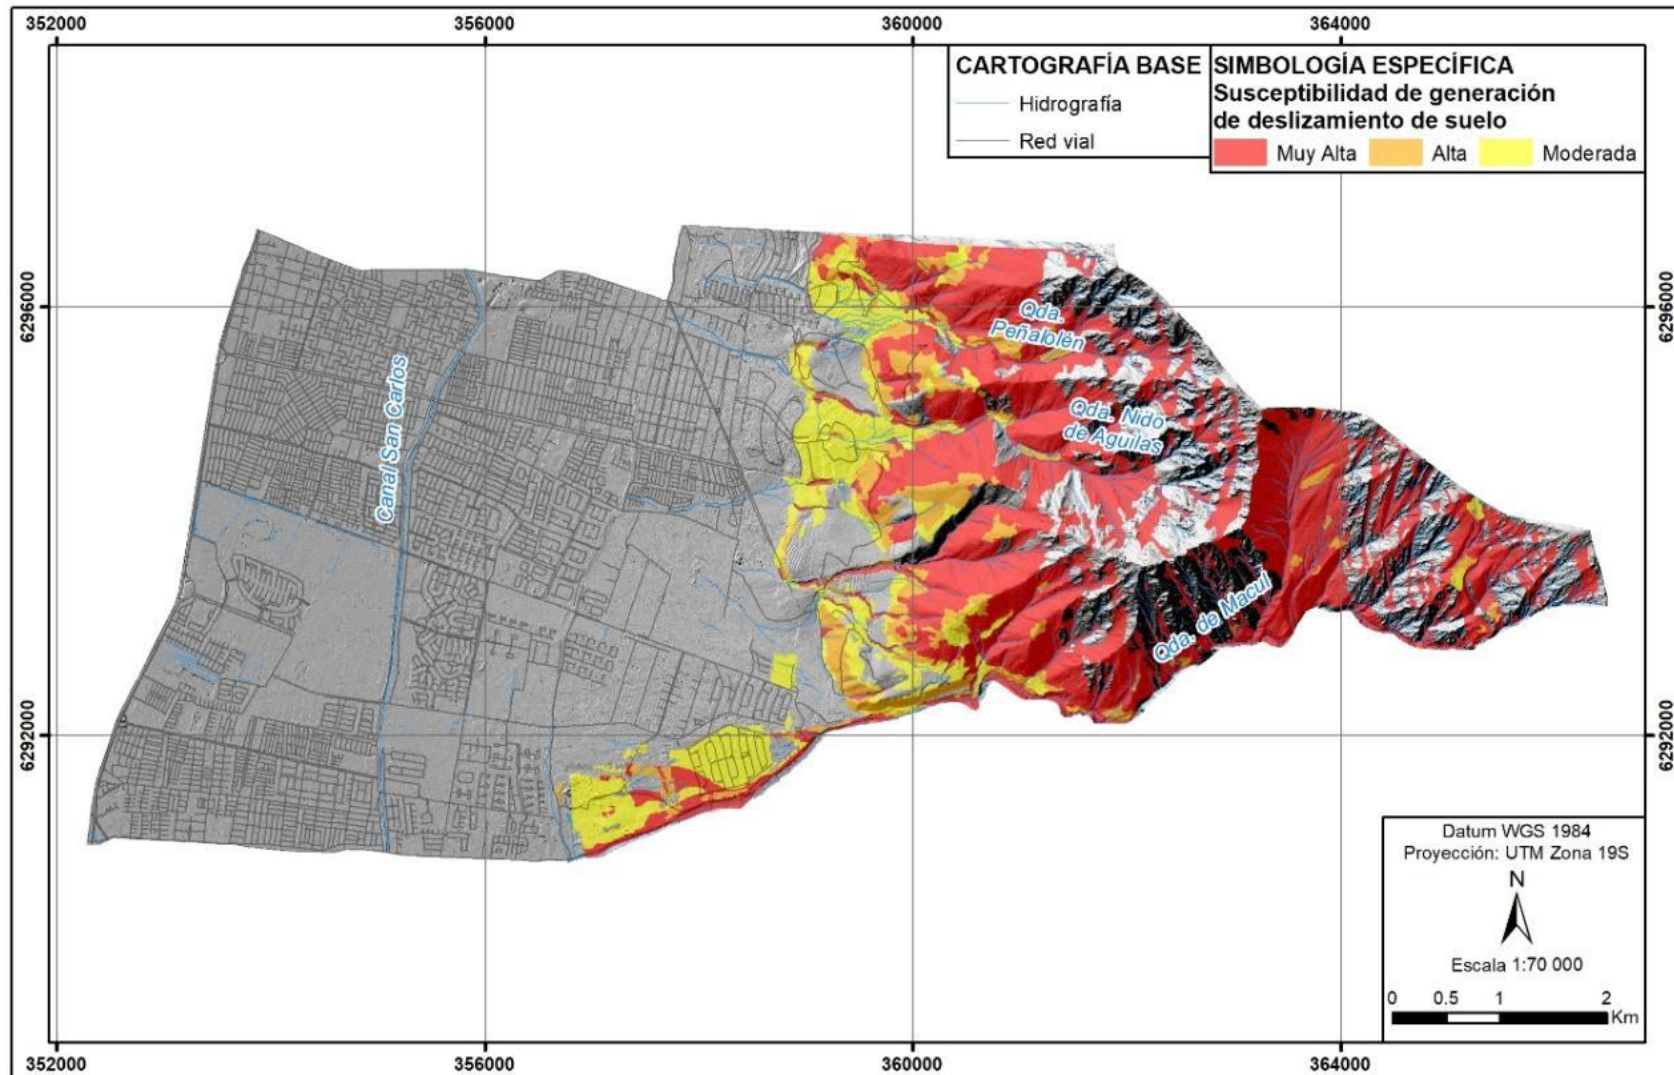 352000
356000
360000
364000
CARTOGRAFÍA BASE
Hidrografía
Red vial
SIMBOLOGÍA ESPECÍFICA
Susceptibilidad de generación
de deslizamiento de suelo
Muy Alta
Alta
Moderada
6296000
6296000
Qda.
Peñalolén
Canal San Carlos
Qda. Nido
de Aguilas
Qda. de Macul
6292000
6292000
Datum WGS 1984
Proyección: UTM Zona 19S
N
Escala 1:70 000
0 0.5 1 2
Km
352000
356000
360000
364000